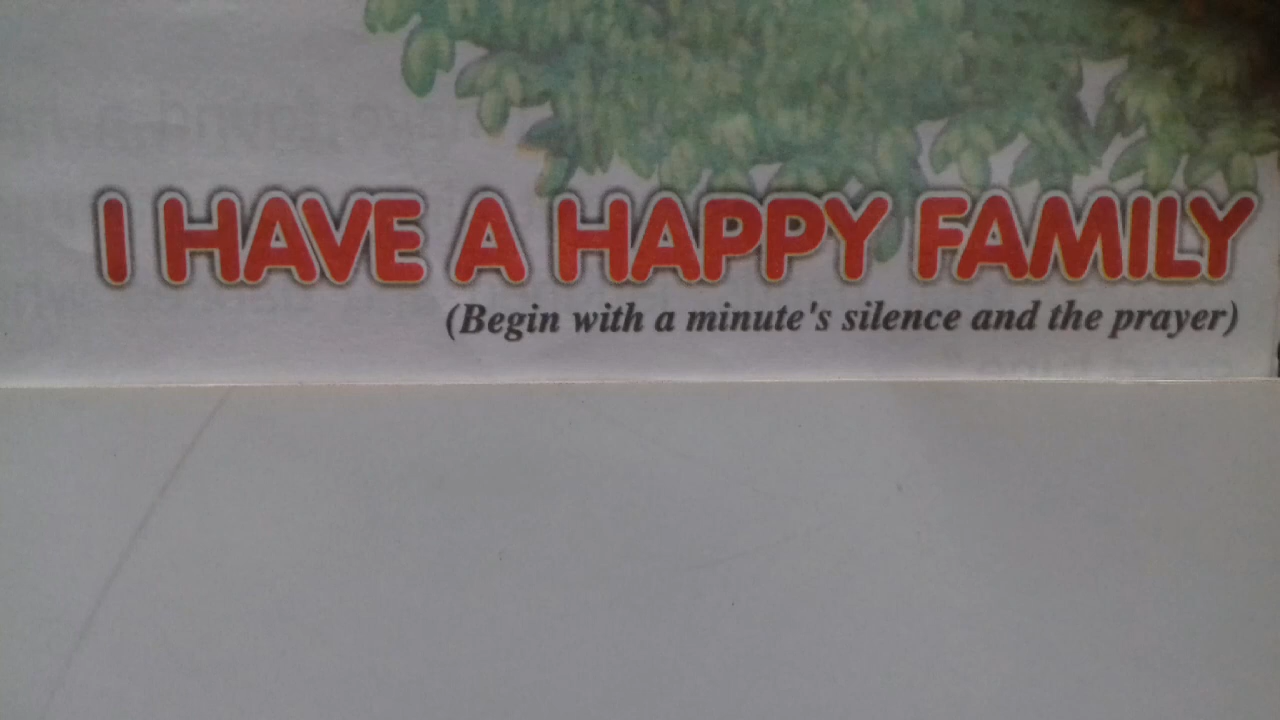 I HAVE A HAPPY FAMILY
(Begin with a minute's silence and the prayer)